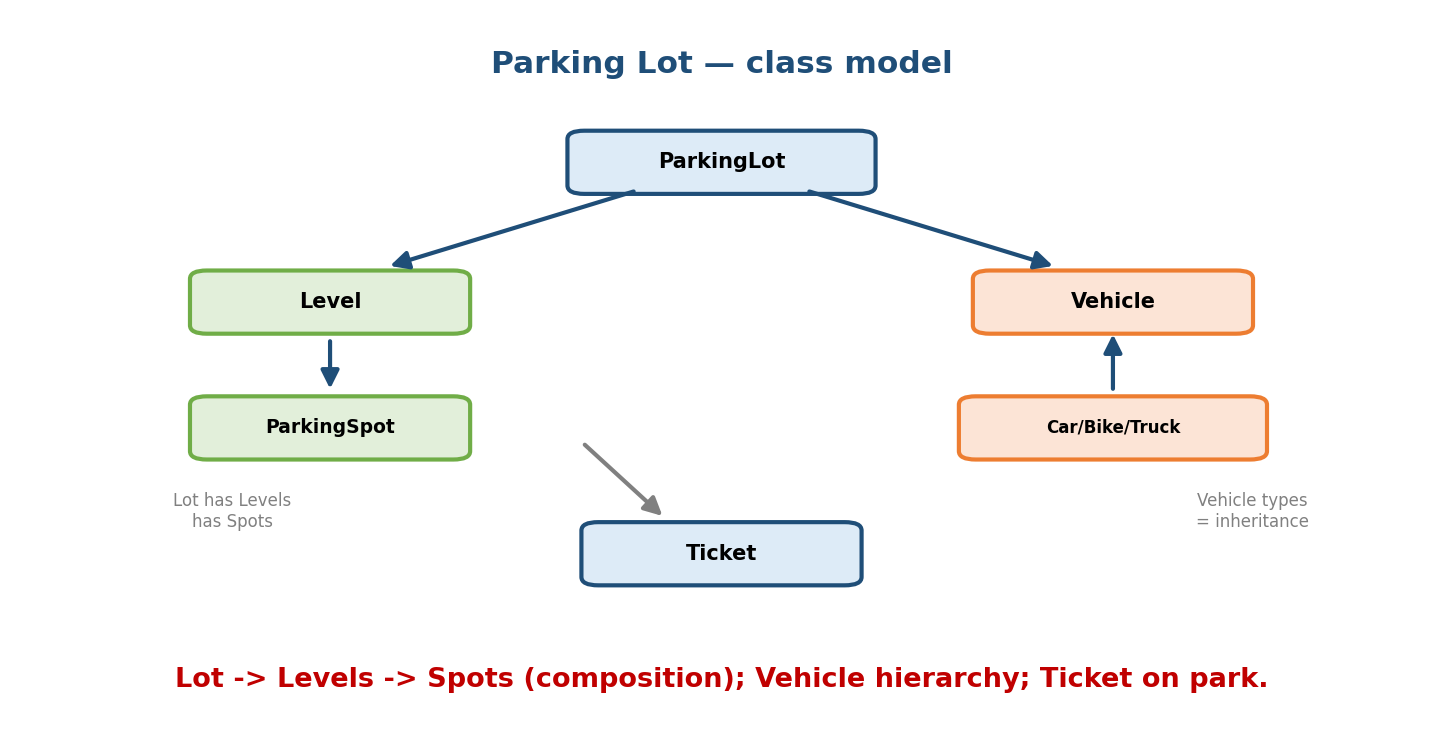 Parking Lot — class model
ParkingLot
Level
Vehicle
ParkingSpot
Car/Bike/Truck
Lot has Levels
has Spots
Vehicle types
= inheritance
Ticket
Lot -> Levels -> Spots (composition); Vehicle hierarchy; Ticket on park.